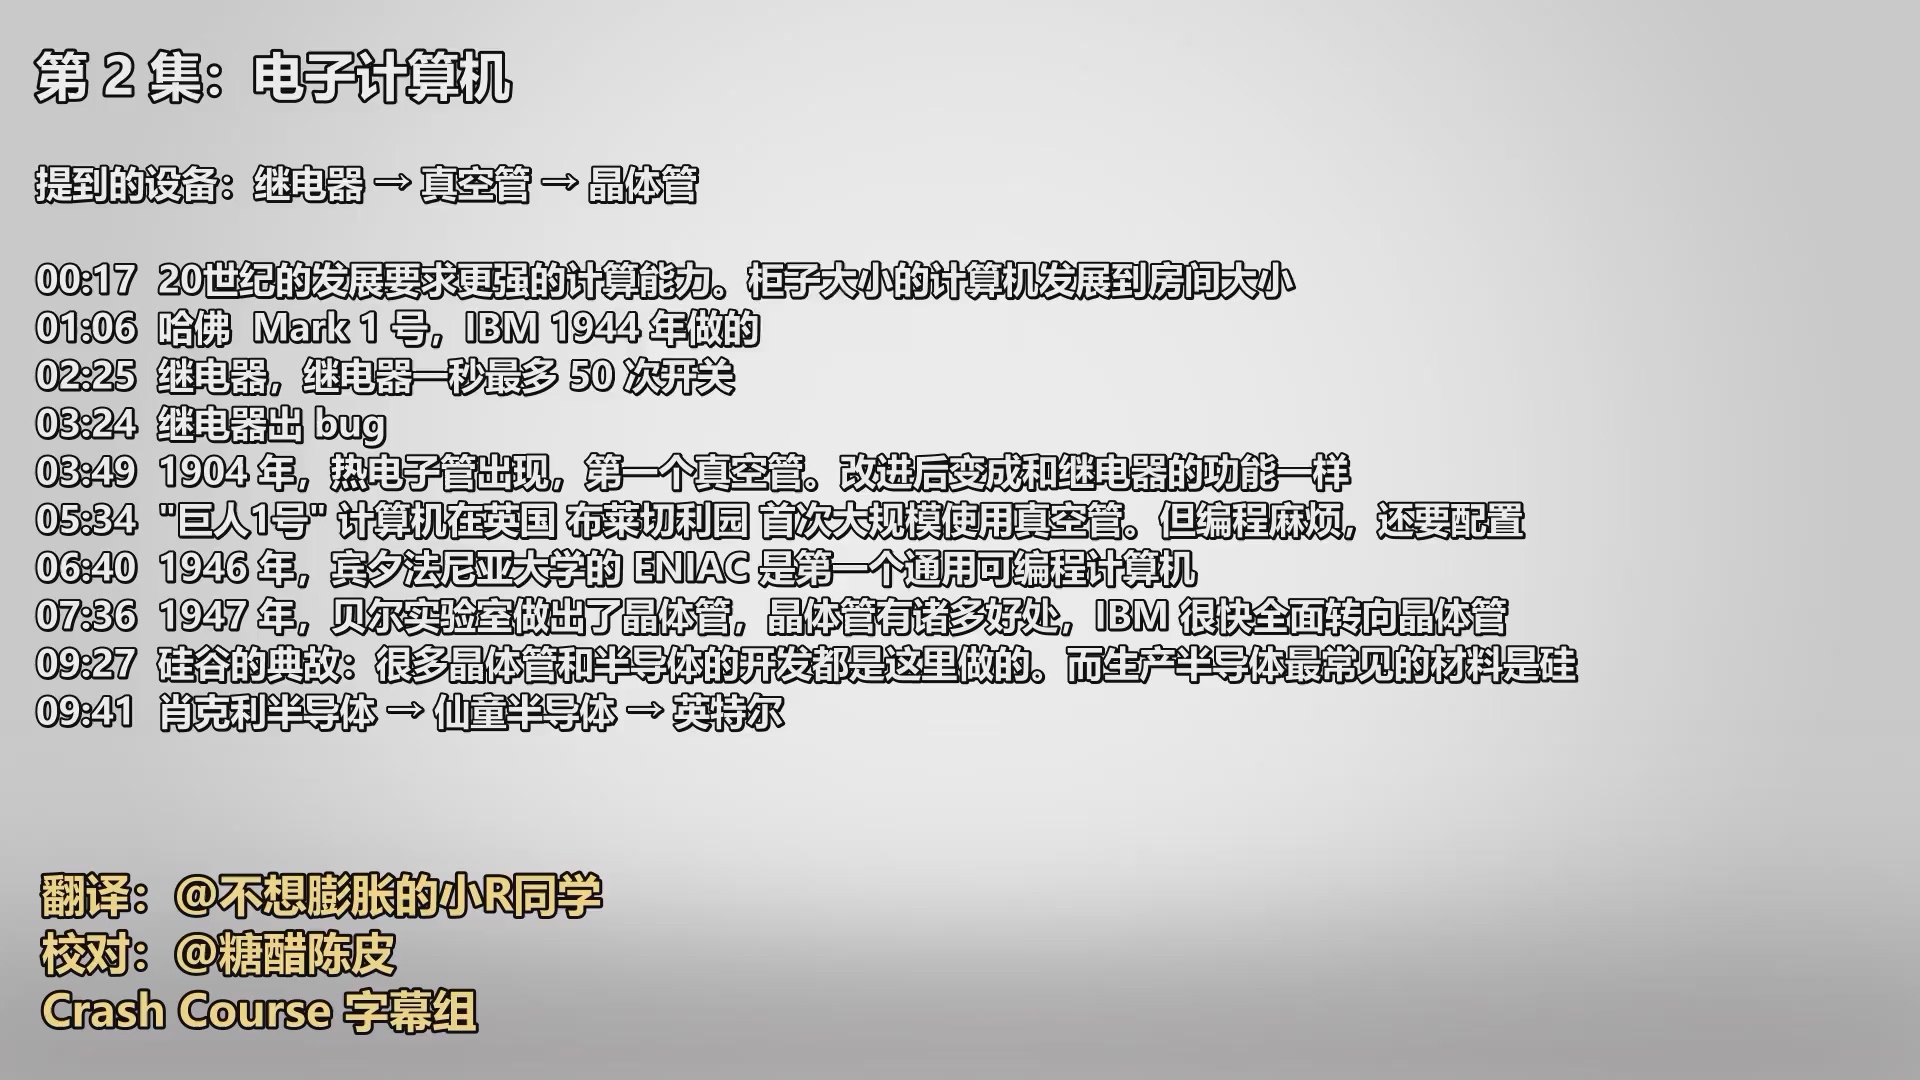 第 2 集：电子计算机
提到的设备：继电器 → 真空管 → 晶体管
00:17 20世纪的发展要求更强的计算能力。柜子大小的计算机发展到房间大小
01:06 哈佛 Mark 1 号，IBM 1944 年做的
02:25 继电器，继电器一秒最多 50 次开关
03:24 继电器出 bug
03:49 1904 年，热电子管出现，第一个真空管。改进后变成和继电器的功能一样
05:34 "巨人1号" 计算机在英国 布莱切利园 首次大规模使用真空管。但编程麻烦，还要配置
06:40 1946 年，宾夕法尼亚大学的 ENIAC 是第一个通用可编程计算机
07:36 1947 年，贝尔实验室做出了晶体管，晶体管有诸多好处，IBM 很快全面转向晶体管
09:27 硅谷的典故：很多晶体管和半导体的开发都是这里做的。而生产半导体最常见的材料是硅
09:41 肖克利半导体 → 仙童半导体 → 英特尔
翻译：@不想膨胀的小R同学
校对：@糖醋陈皮
Crash Course 字幕组